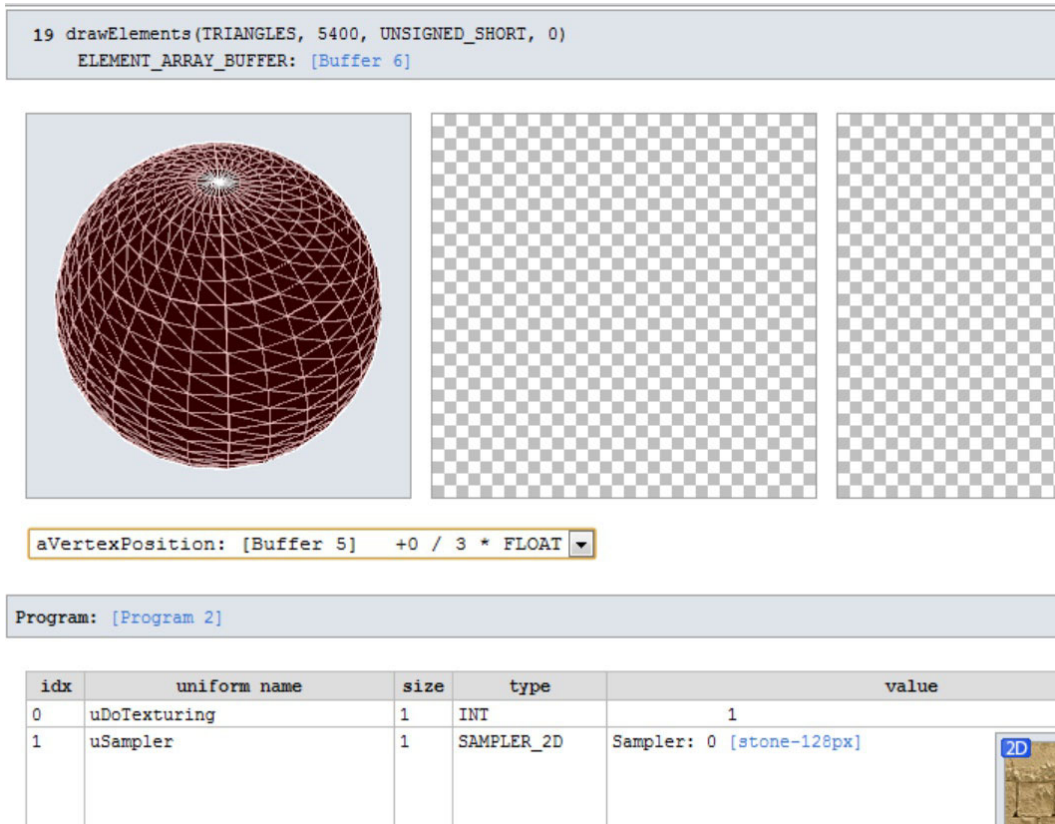 19 drawElements(TRIANGLES, 5400, UNSIGNED_SHORT, 0)
ELEMENT_ARRAY_BUFFER: [Buffer 6]
aVertexPosition: [Buffer 5] +0 / 3 * FLOAT
Program: [Program 2]
idx uniform name size type value
0 uDoTexturing 1 INT 1
1 uSampler 1 SAMPLER_2D Sampler: 0 [stone-128px] 2D